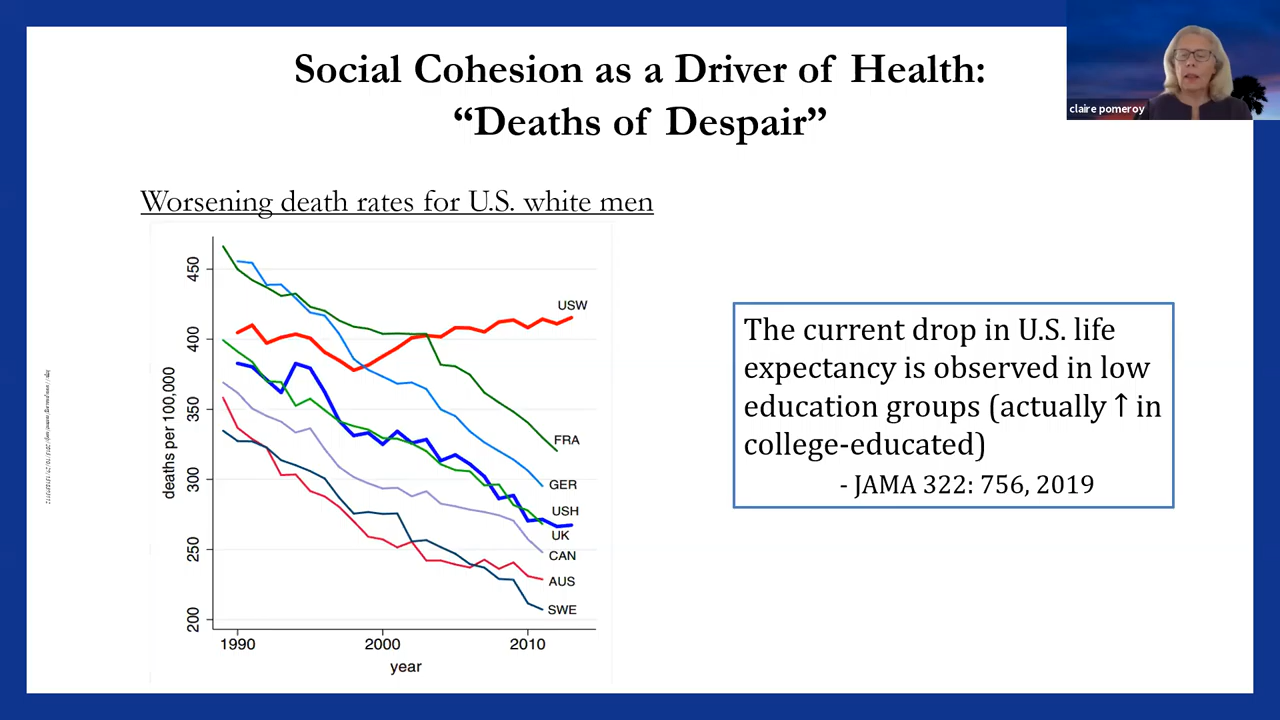 Social Cohesion as a Driver of Health:
“Deaths of Despair”
claire pomeroy
Worsening death rates for U.S. white men
450
400
350
300
250
200
deaths per 100,000
USW
FRA
GER
USH
UK
CAN
AUS
SWE
1990 2000 2010
year
The current drop in U.S. life
expectancy is observed in low
education groups (actually ↑ in
college-educated)
- JAMA 322: 756, 2019